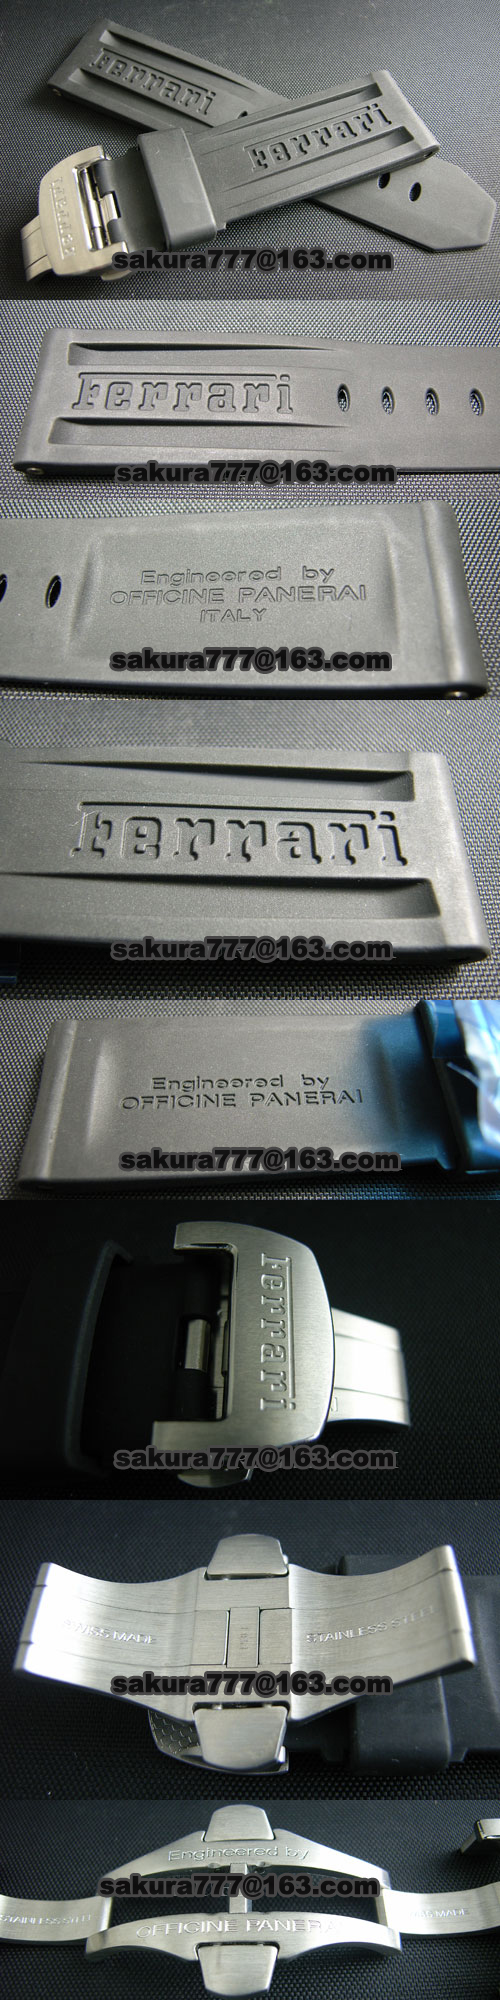 Ferrari
Ferrari
Ferrari
sakura777@163.com
Ferrari
sakura777@163.com
Engineered by
OFFICINE PANERAI
ITALY
sakura777@163.com
Ferrari
sakura777@163.com
Engineered by
OFFICINE PANERAI
sakura777@163.com
Ferrari
sakura777@163.com
SWISS MADE
STAINLESS STEEL
sakura777@163.com
Engineered by
sakura777@163.com
STAINLESS STEEL
OFFICINE PANERAI
SWISS MADE